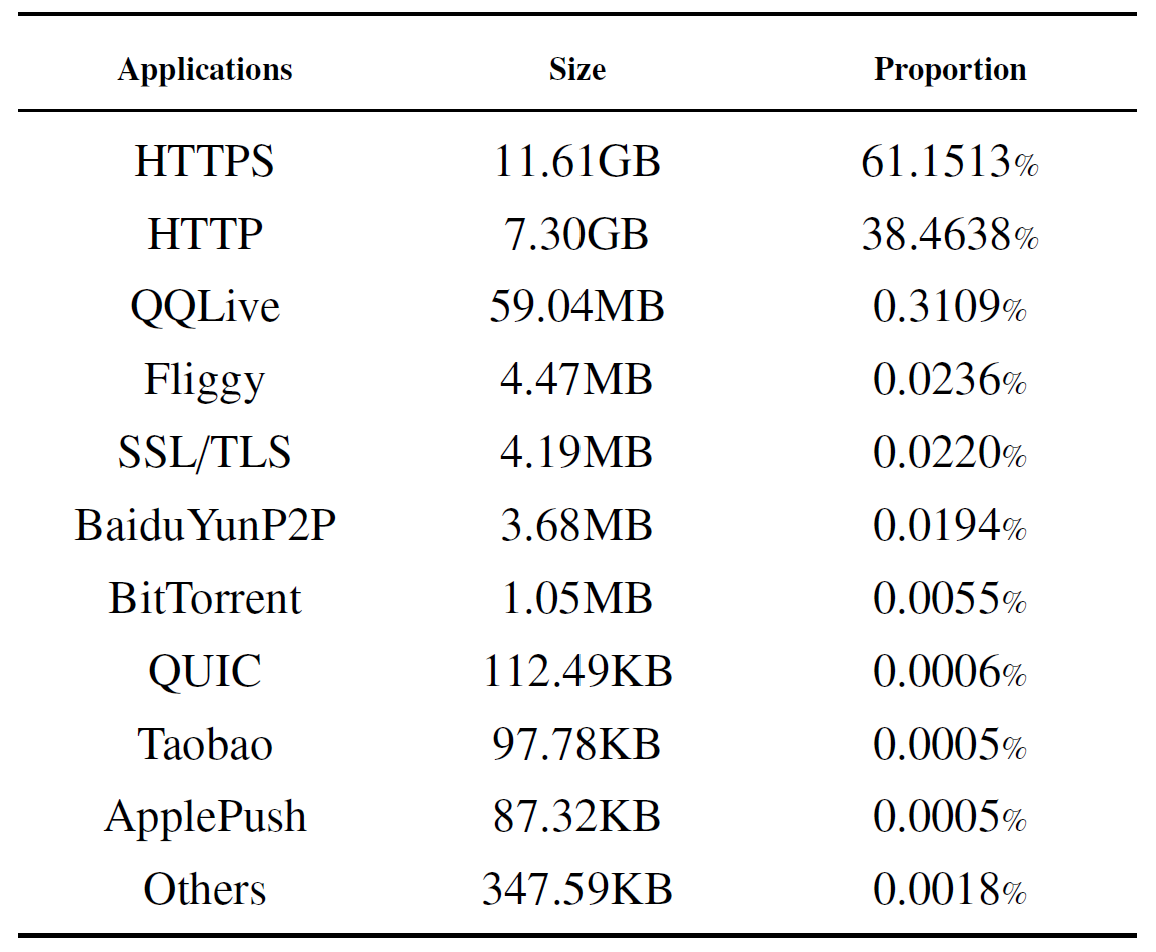 Applications Size Proportion
HTTPS 11.61GB 61.1513%
HTTP 7.30GB 38.4638%
QQLive 59.04MB 0.3109%
Fliggy 4.47MB 0.0236%
SSL/TLS 4.19MB 0.0220%
BaiduYunP2P 3.68MB 0.0194%
BitTorrent 1.05MB 0.0055%
QUIC 112.49KB 0.0006%
Taobao 97.78KB 0.0005%
ApplePush 87.32KB 0.0005%
Others 347.59KB 0.0018%